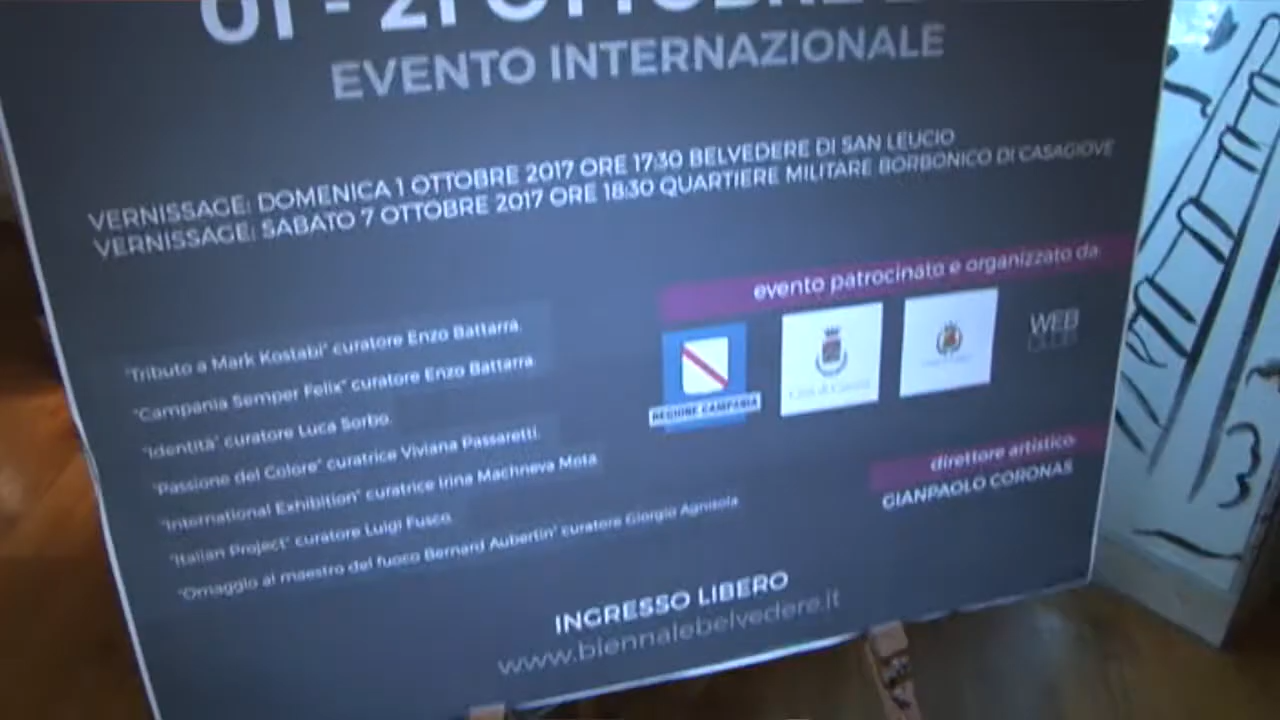 01 - 21 OTTOBRE
EVENTO INTERNAZIONALE
VERNISSAGE: DOMENICA 1 OTTOBRE 2017 ORE 17:30 BELVEDERE DI SAN LEUCIO
VERNISSAGE: SABATO 7 OTTOBRE 2017 ORE 18:30 QUARTIERE MILITARE BORBONICO DI CASAGIOVE
"Tributo a Mark Kostabi" curatore Enzo Battarra.
"Campania Semper Felix" curatore Enzo Battarra.
"Identità" curatore Luca Sorbo.
"Passione del Colore" curatrice Viviana Passaretti.
"International Exhibition" curatrice Irina Machneva Mota.
"Italian Project" curatore Luigi Fusco.
"Omaggio al maestro del fuoco Bernard Aubertin" curatore Giorgio Agnisola
evento patrocinato e organizzato da:
REGIONE CAMPANIA
WEB
CLUB
direttore artistico
GIANPAOLO CORONAS
INGRESSO LIBERO
www.biennalebelvedere.it